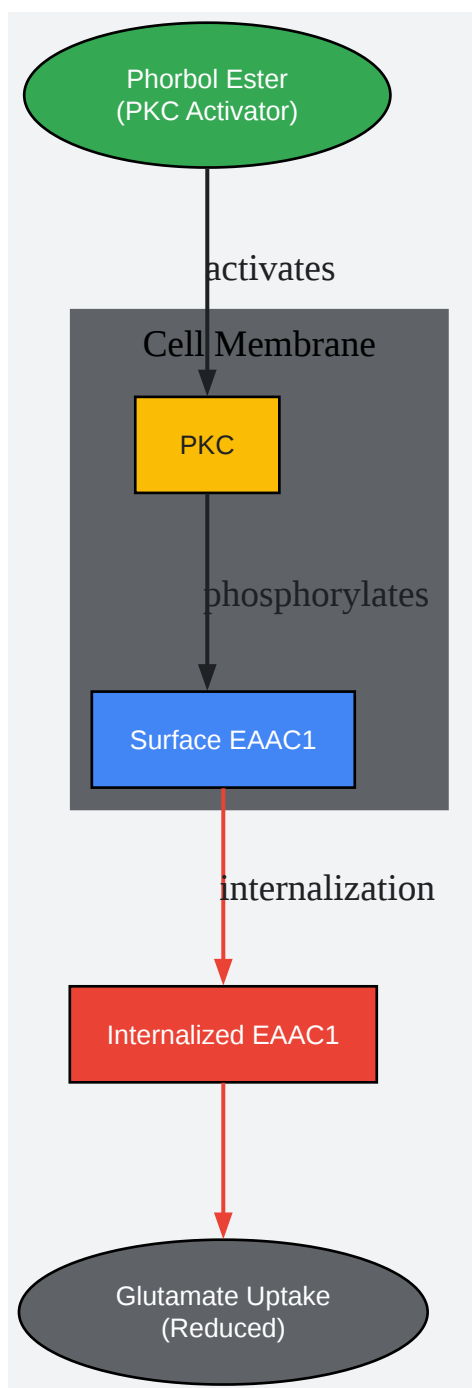 Phorbol Ester
(PKC Activator)
activates
Cell Membrane
PKC
phosphorylates
Surface EAAC1
internalization
Internalized EAAC1
Glutamate Uptake
(Reduced)